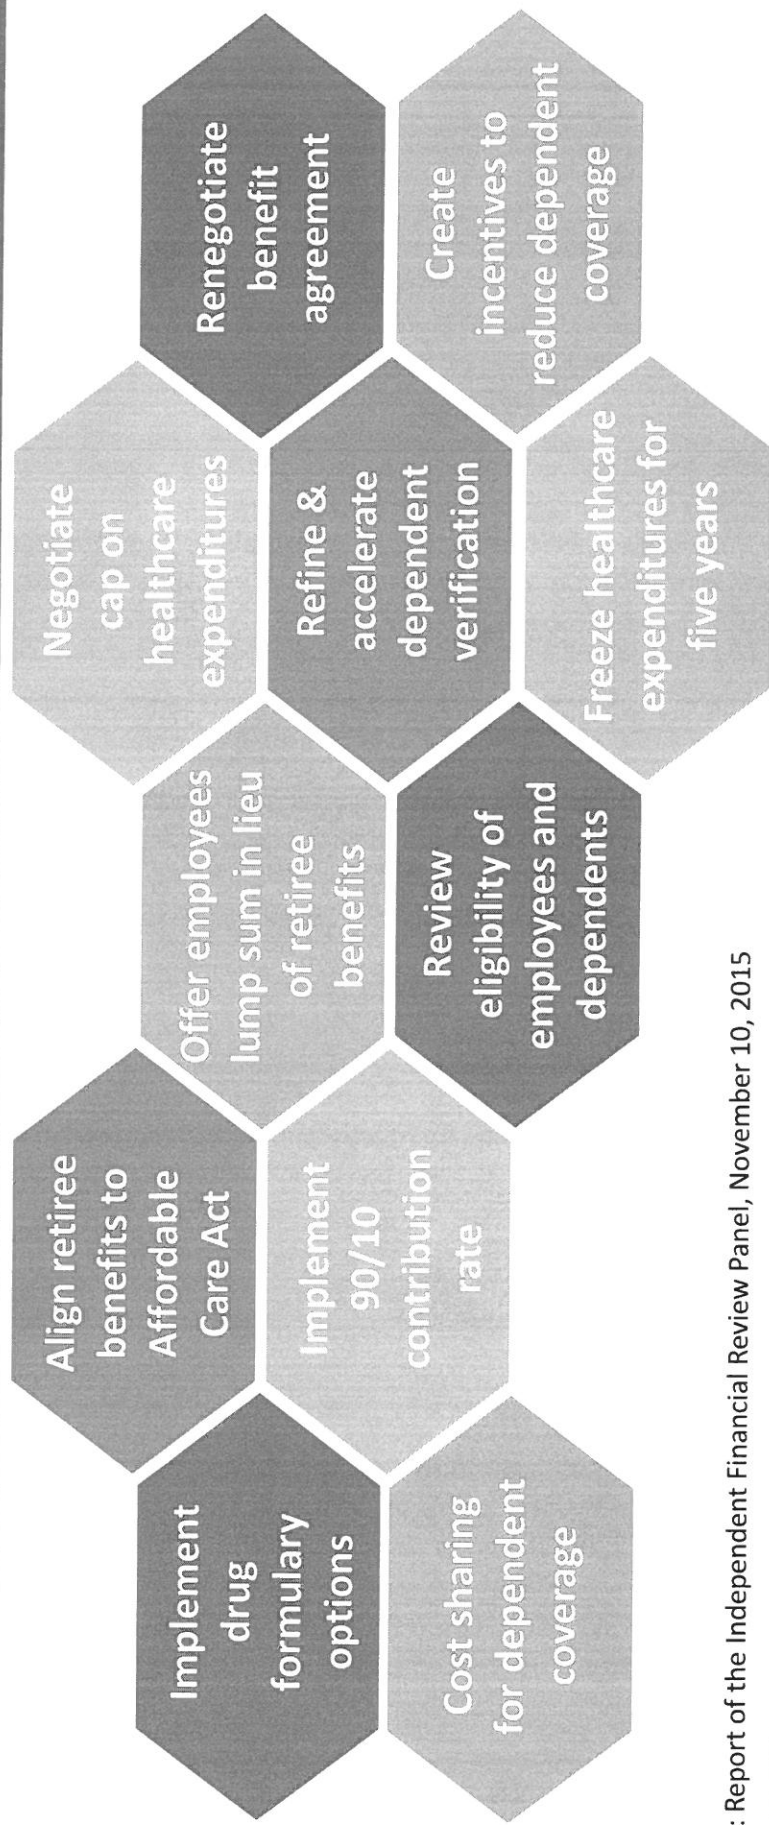 Align retiree
benefits to
Affordable
Care Act
Negotiate
cap on
healthcare
expenditures
Implement
drug
formulary
options
Offer employees
lump sum in lieu
of retiree
benefits
Renegotiate
benefit
agreement
Implement
90/10
contribution
rate
Refine &
accelerate
dependent
verification
Cost sharing
for dependent
coverage
Review
eligibility of
employees and
dependents
Create
incentives to
reduce dependent
coverage
Freeze healthcare
expenditures for
five years
: Report of the Independent Financial Review Panel, November 10, 2015